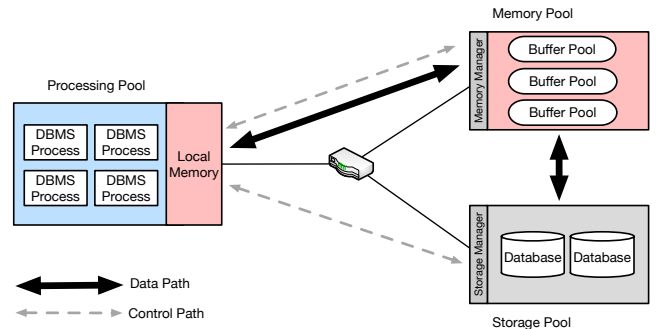 Memory Pool
Memory Manager
Buffer Pool
Buffer Pool
Buffer Pool
Processing Pool
DBMS Process
DBMS Process
DBMS Process
DBMS Process
Local Memory
Storage Manager
Database
Database
Storage Pool
Data Path
Control Path